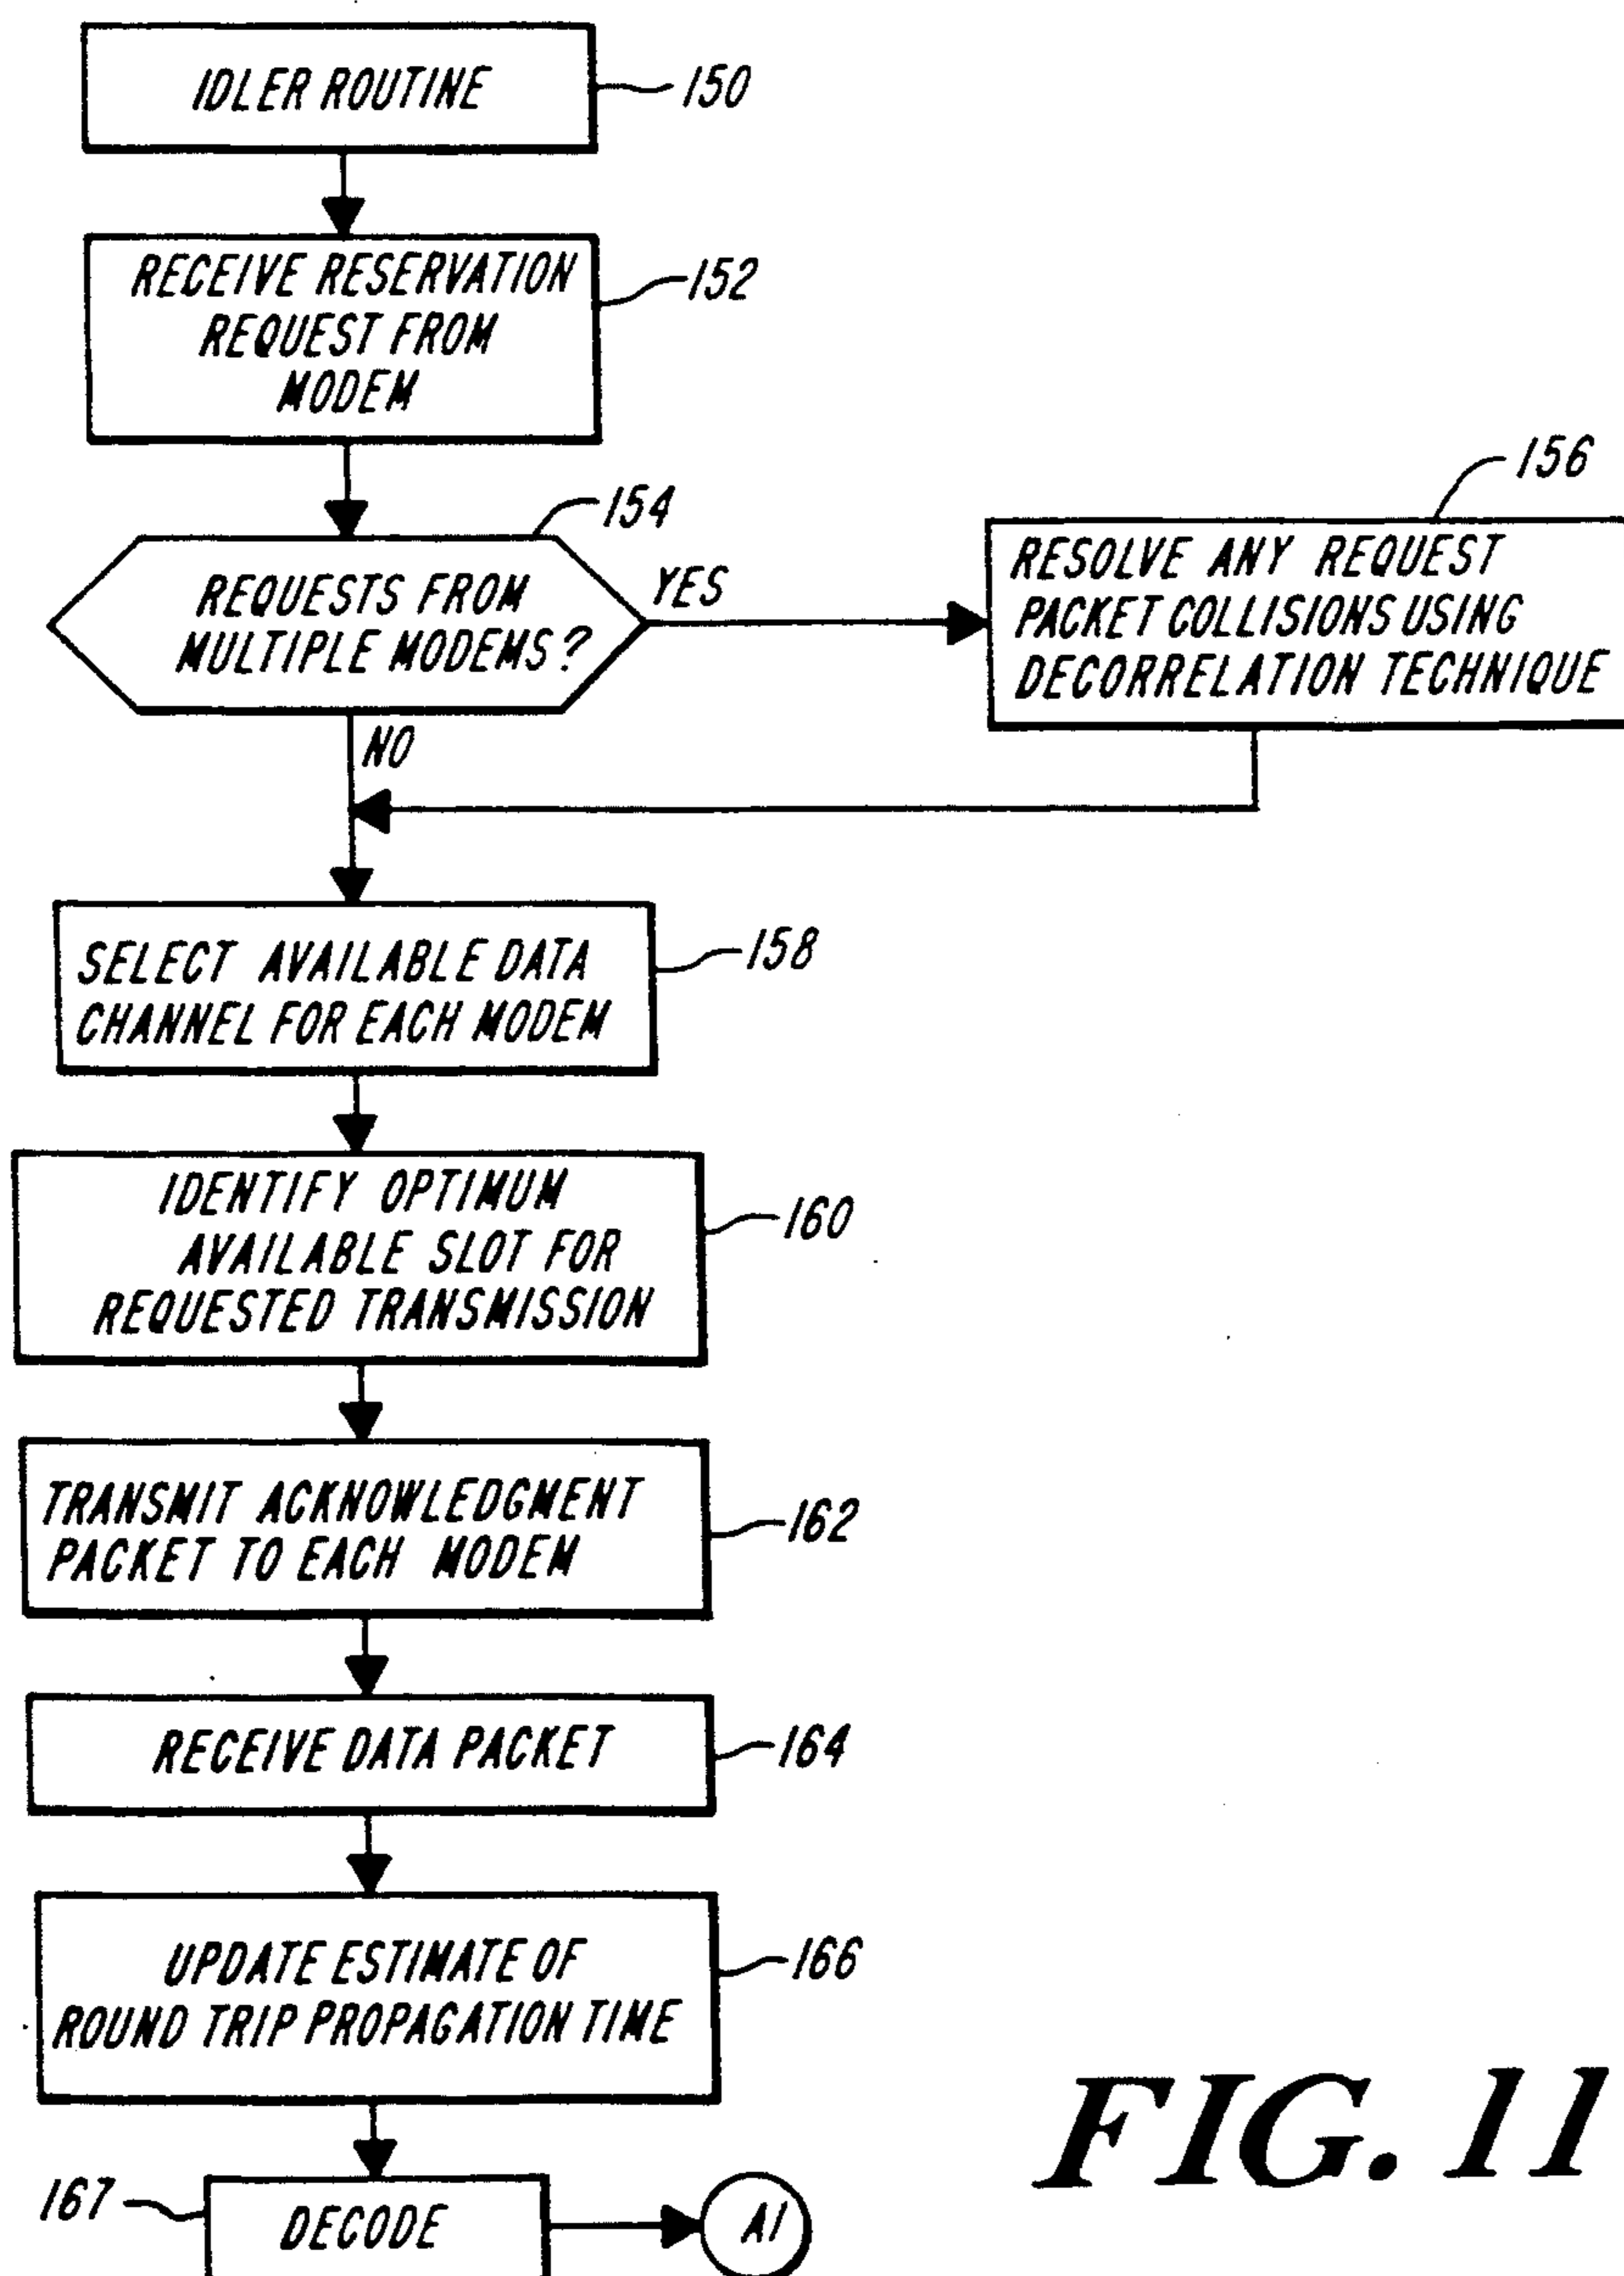 IDLER ROUTINE
150
RECEIVE RESERVATION
REQUEST FROM
MODEM
152
154
REQUESTS FROM
MULTIPLE MODEMS?
YES
NO
156
RESOLVE ANY REQUEST
PACKET COLLISIONS USING
DECORRELATION TECHNIQUE
SELECT AVAILABLE DATA
CHANNEL FOR EACH MODEM
158
IDENTIFY OPTIMUM
AVAILABLE SLOT FOR
REQUESTED TRANSMISSION
160
TRANSMIT ACKNOWLEDGMENT
PACKET TO EACH MODEM
162
RECEIVE DATA PACKET
164
UPDATE ESTIMATE OF
ROUND TRIP PROPAGATION TIME
166
167
DECODE
A1
FIG. 11